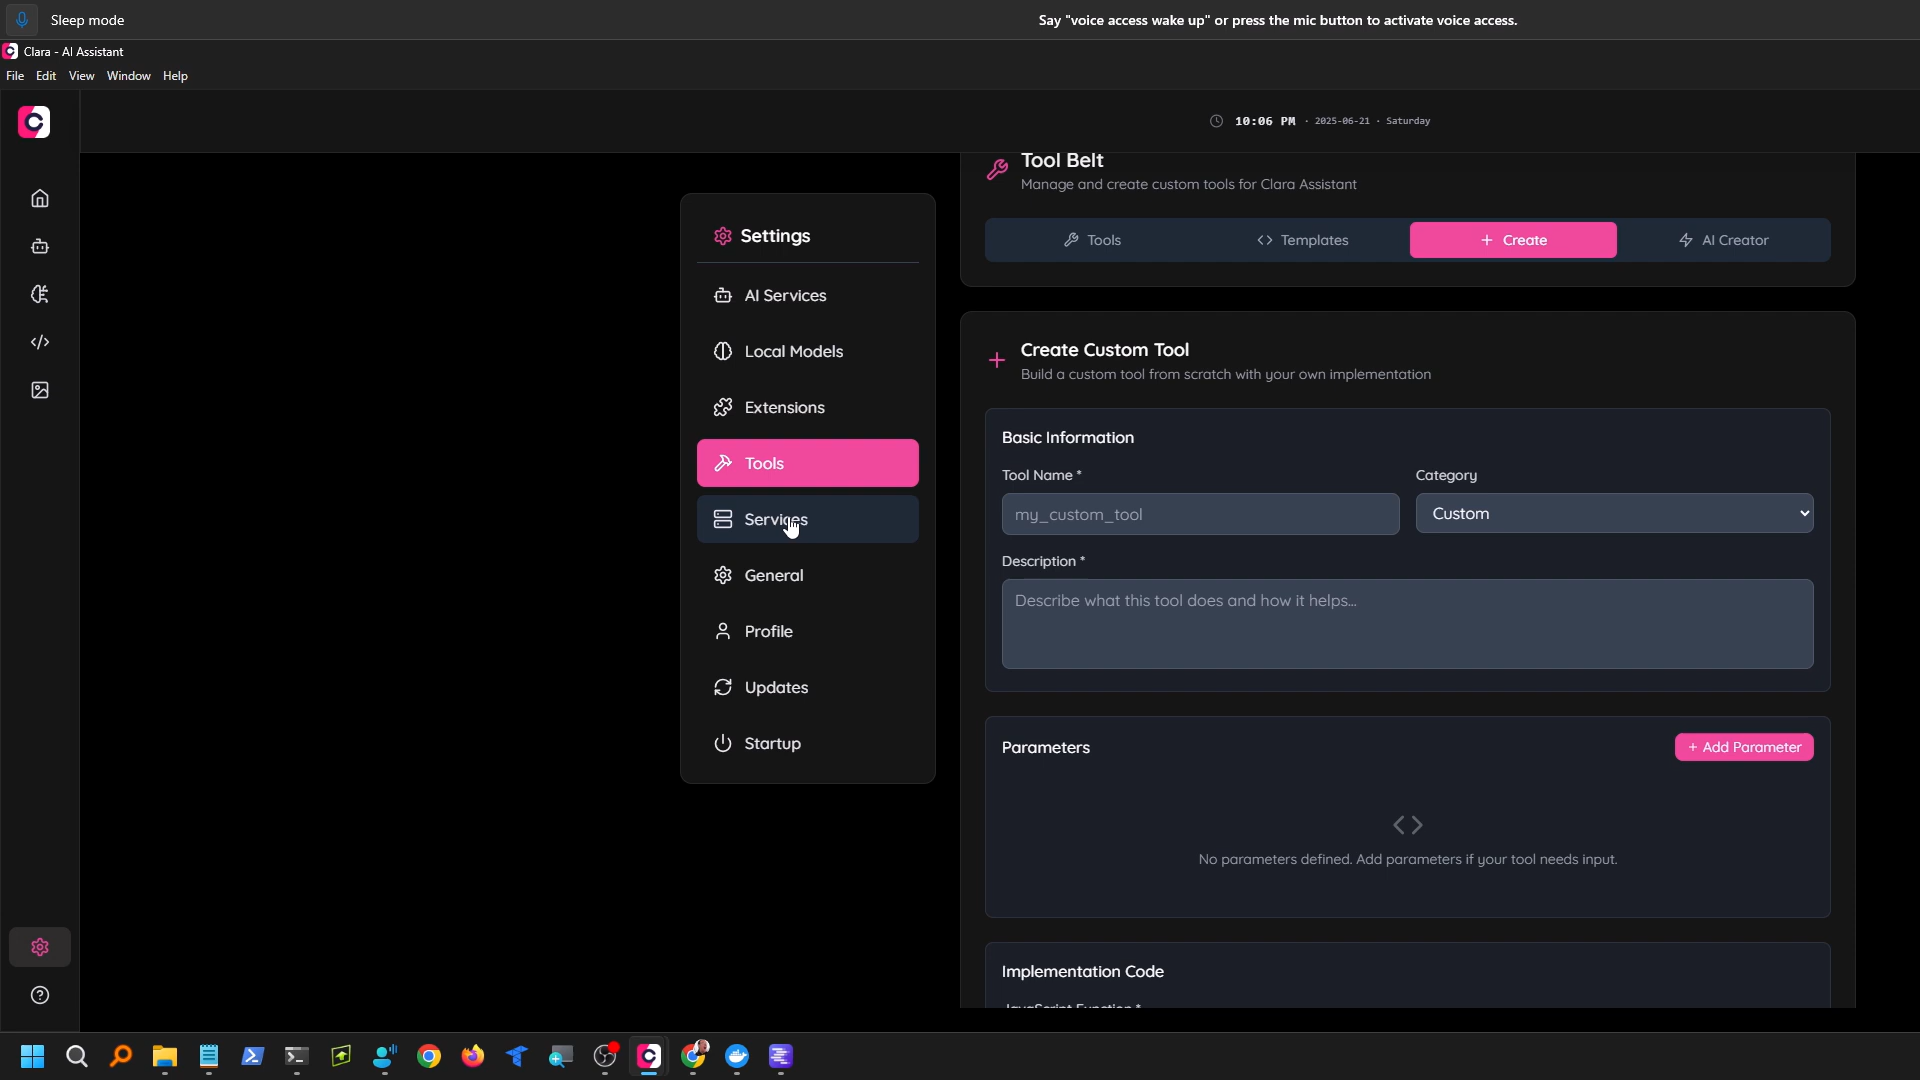 Sleep mode
Say "voice access wake up" or press the mic button to activate voice access.
Clara - AI Assistant
File Edit View Window Help
10:06 PM · 2025-06-21 · Saturday
Tool Belt
Manage and create custom tools for Clara Assistant
Tools
Templates
Create
AI Creator
Settings
AI Services
Local Models
Extensions
Tools
Services
General
Profile
Updates
Startup
Create Custom Tool
Build a custom tool from scratch with your own implementation
Basic Information
Tool Name *
Category
my_custom_tool
Custom
Description *
Describe what this tool does and how it helps...
Parameters
+ Add Parameter
No parameters defined. Add parameters if your tool needs input.
Implementation Code
JavaScript Function *